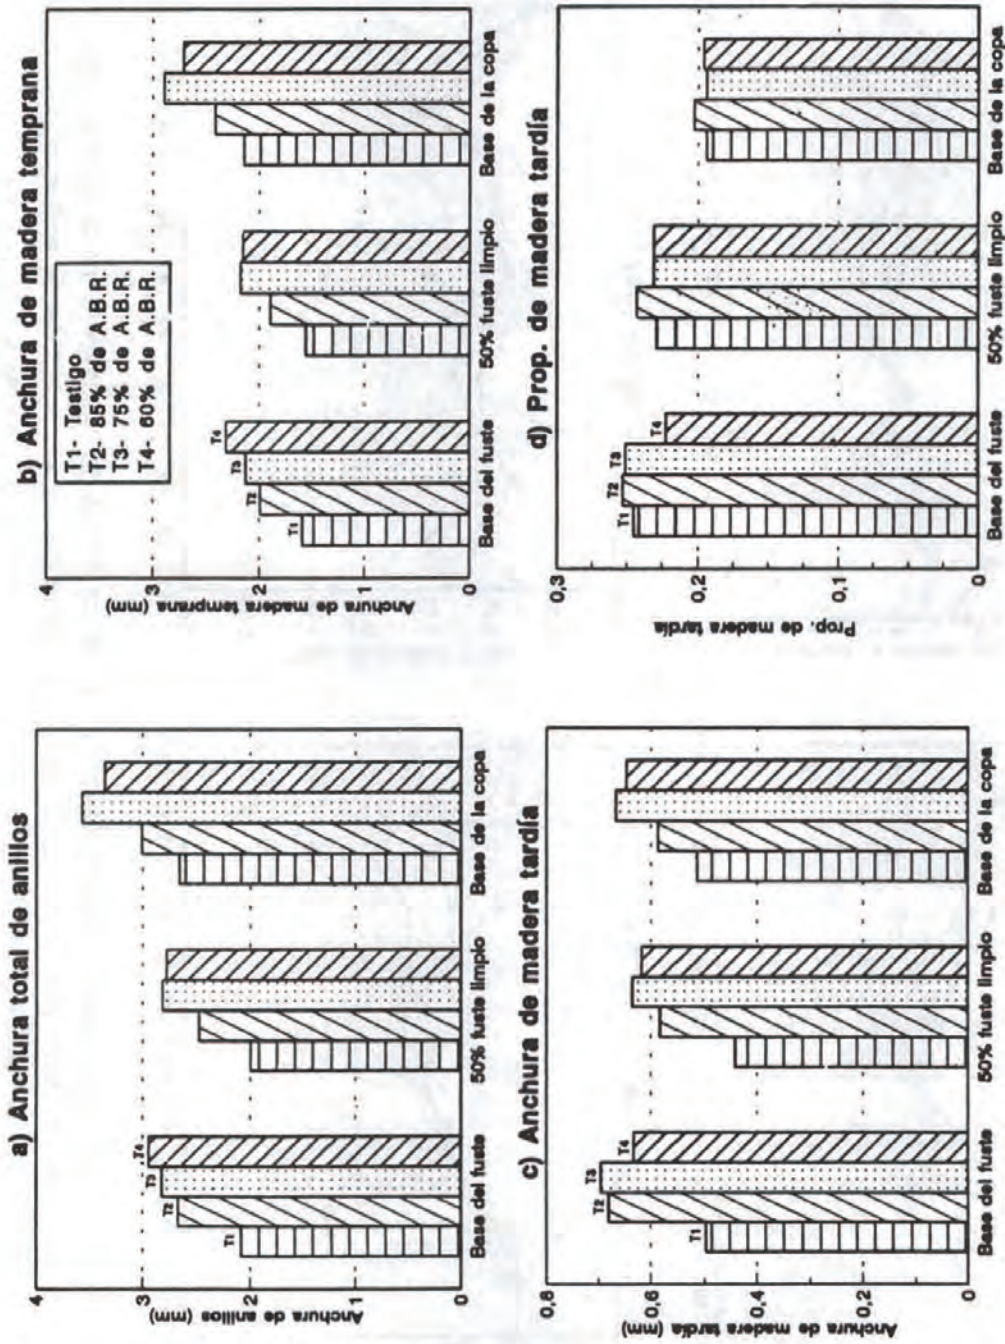 a) Anchura total de anillos
Anchura de anillos (mm)
4
3
2
1
0
T1
T2
T3
T4
Base del fuste
50% fuste limpio
Base de la copa
b) Anchura de madera temprana
Anchura de madera temprana (mm)
4
3
2
1
0
T1- Testigo
T2- 85% de A.B.R.
T3- 75% de A.B.R.
T4- 60% de A.B.R.
T1
T2
T3
T4
Base del fuste
50% fuste limpio
Base de la copa
c) Anchura de madera tardía
Anchura de madera tardía (mm)
0,8
0,6
0,4
0,2
0
T1
T2
T3
T4
Base del fuste
50% fuste limpio
Base de la copa
d) Prop. de madera tardía
Prop. de madera tardía
0,3
0,2
0,1
0
T1
T2
T3
T4
Base del fuste
50% fuste limpio
Base de la copa